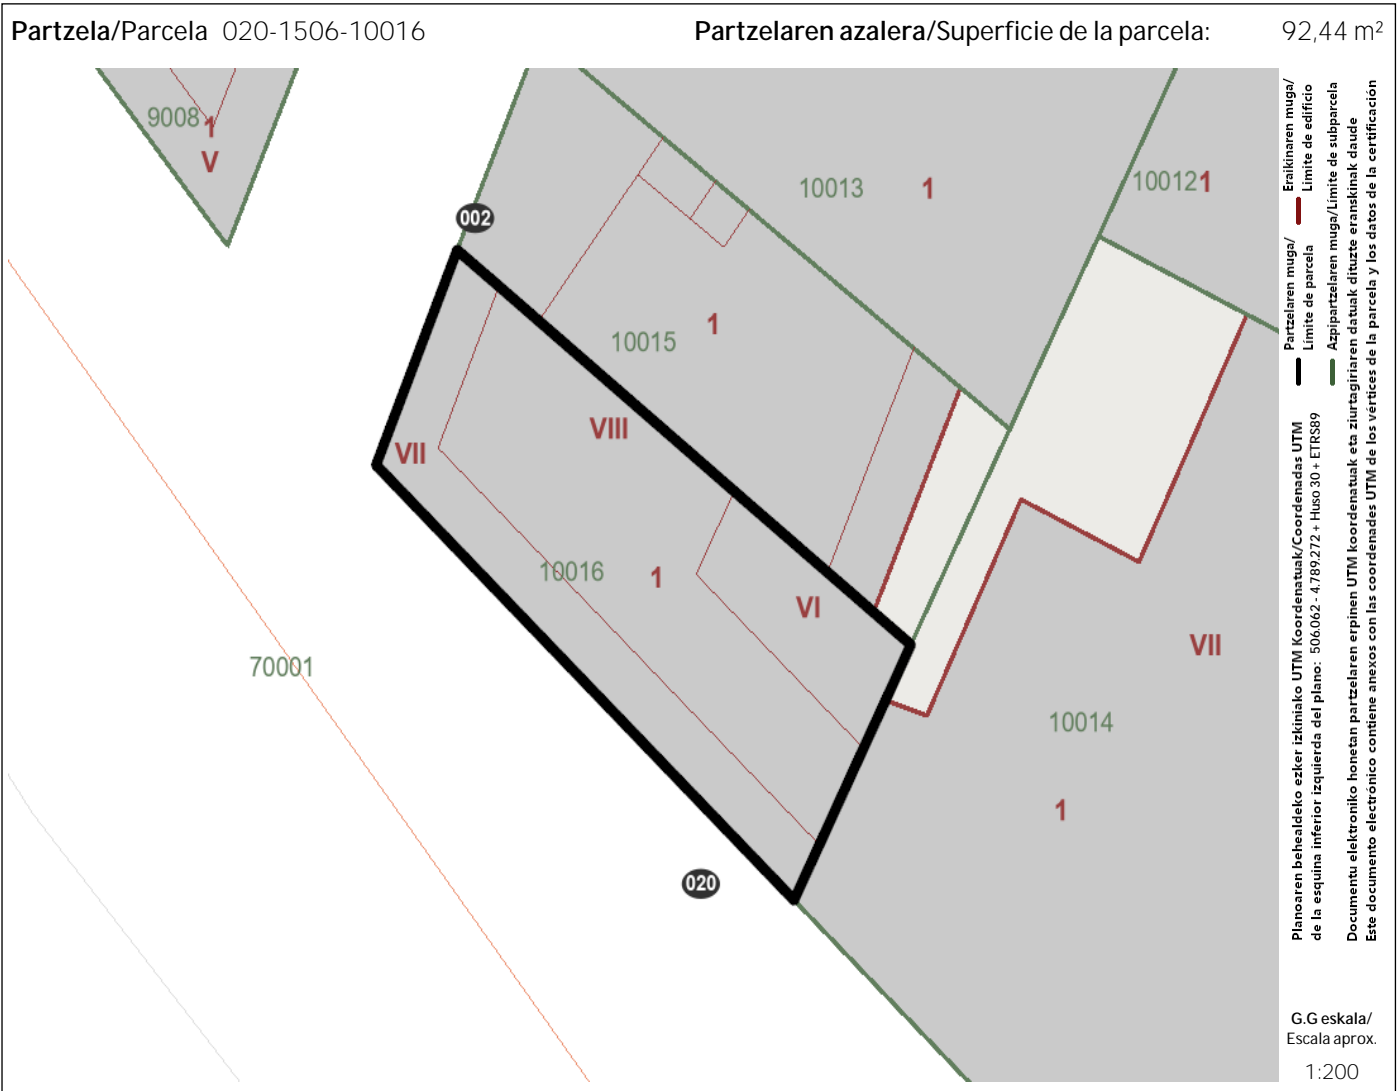 Partzela/Parcela 020-1506-10016
Partzelaren azalera/Superficie de la parcela: 92,44 m²
9008
1
V
002
10013
1
10012
1
10015
1
VIII
VII
10016
1
VI
70001
VII
10014
1
020
Eraikinaren muga/
Límite de edificio
Partzelaren muga/
Límite de parcela
Azpipartzelaren muga/Límite de subparcela
Planoaren behealdeko ezker izkiniako UTM Koordenatuak/Coordenadas UTM
de la esquina inferior izquierda del plano: 506.062 - 4.789.272 + Huso 30 + ETRS89
Documentu elektroniko honetan partzelaren erpinen UTM koordenatuak eta ziurtagiriaren datuak dituzte eranskinak daude
Este documento electrónico contiene anexos con las coordenadas UTM de los vértices de la parcela y los datos de la certificación
G.G eskala/
Escala aprox.
1:200